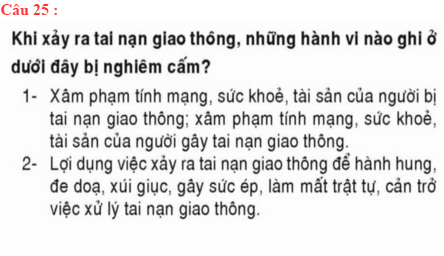 Câu 25 :
Khi xảy ra tai nạn giao thông, những hành vi nào ghi ở
dưới đây bị nghiêm cấm?
1- Xâm phạm tính mạng, sức khoẻ, tài sản của người bị
tai nạn giao thông; xâm phạm tính mạng, sức khoẻ,
tài sản của người gây tai nạn giao thông.
2- Lợi dụng việc xảy ra tai nạn giao thông để hành hung,
đe doạ, xúi giục, gây sức ép, làm mất trật tự, cản trở
việc xử lý tai nạn giao thông.